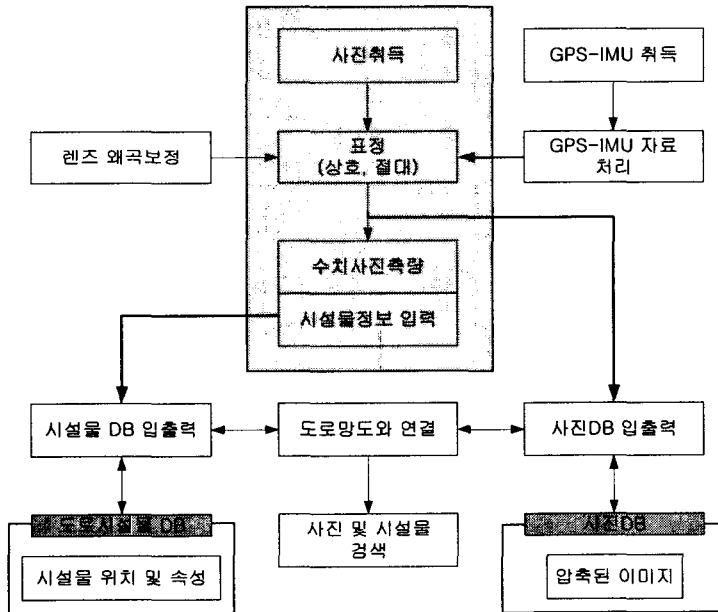 사진취득
GPS-IMU 취득
렌즈 왜곡보정
표정
(상호, 절대)
GPS-IMU 자료
처리
수치사진측량
시설물정보 입력
시설물 DB 입출력
도로망도와 연결
사진DB 입출력
도로시설물 DB
사진 및 시설물
검색
사진DB
시설물 위치 및 속성
압축된 이미지